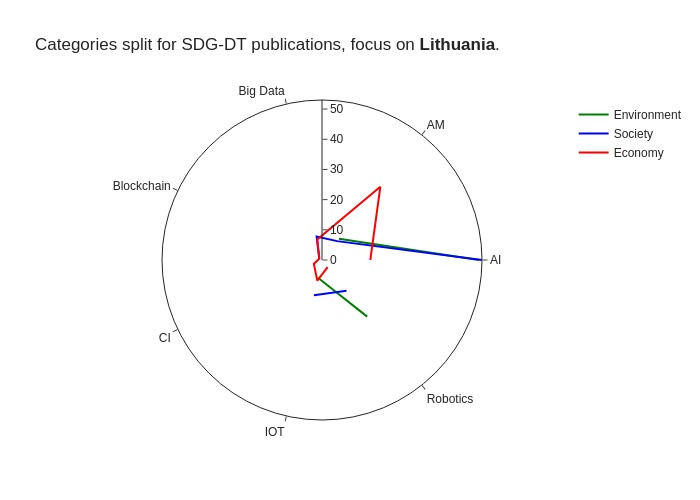 Categories split for SDG-DT publications, focus on Lithuania.
Big Data
50
AM
40
30
20
10
0
AI
Blockchain
CI
IOT
Robotics
Environment
Society
Economy